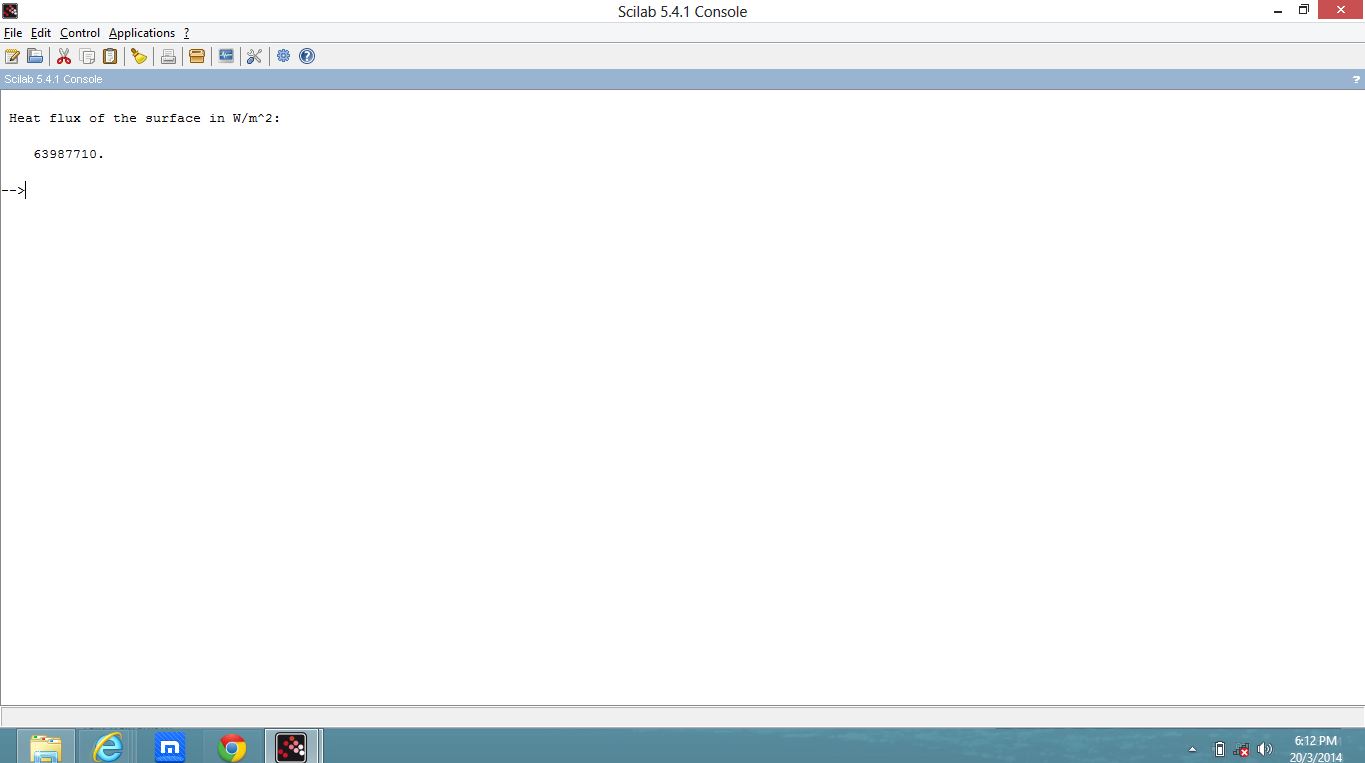 Scilab 5.4.1 Console
File Edit Control Applications ?
Scilab 5.4.1 Console ?
Heat flux of the surface in W/m^2:
63987710.
-->
6:12 PM
20/3/2014